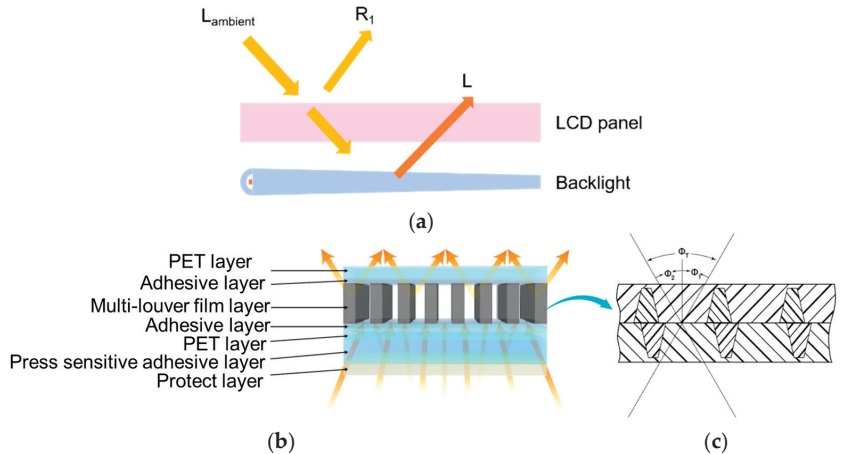 L_ambient
R_1
L
LCD panel
Backlight
(a)
PET layer
Adhesive layer
Multi-louver film layer
Adhesive layer
PET layer
Press sensitive adhesive layer
Protect layer
(b)
Φ_T
Φ_2
Φ_1
(c)